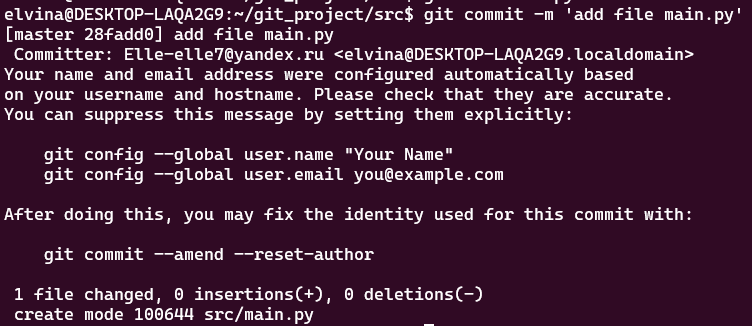 elvina@DESKTOP-LAQA2G9:~/git_project/src$ git commit -m 'add file main.py'
[master 28fadd0] add file main.py
 Committer: Elle-elle7@yandex.ru <elvina@DESKTOP-LAQA2G9.localdomain>
Your name and email address were configured automatically based
on your username and hostname. Please check that they are accurate.
You can suppress this message by setting them explicitly:

    git config --global user.name "Your Name"
    git config --global user.email you@example.com

After doing this, you may fix the identity used for this commit with:

    git commit --amend --reset-author

 1 file changed, 0 insertions(+), 0 deletions(-)
 create mode 100644 src/main.py